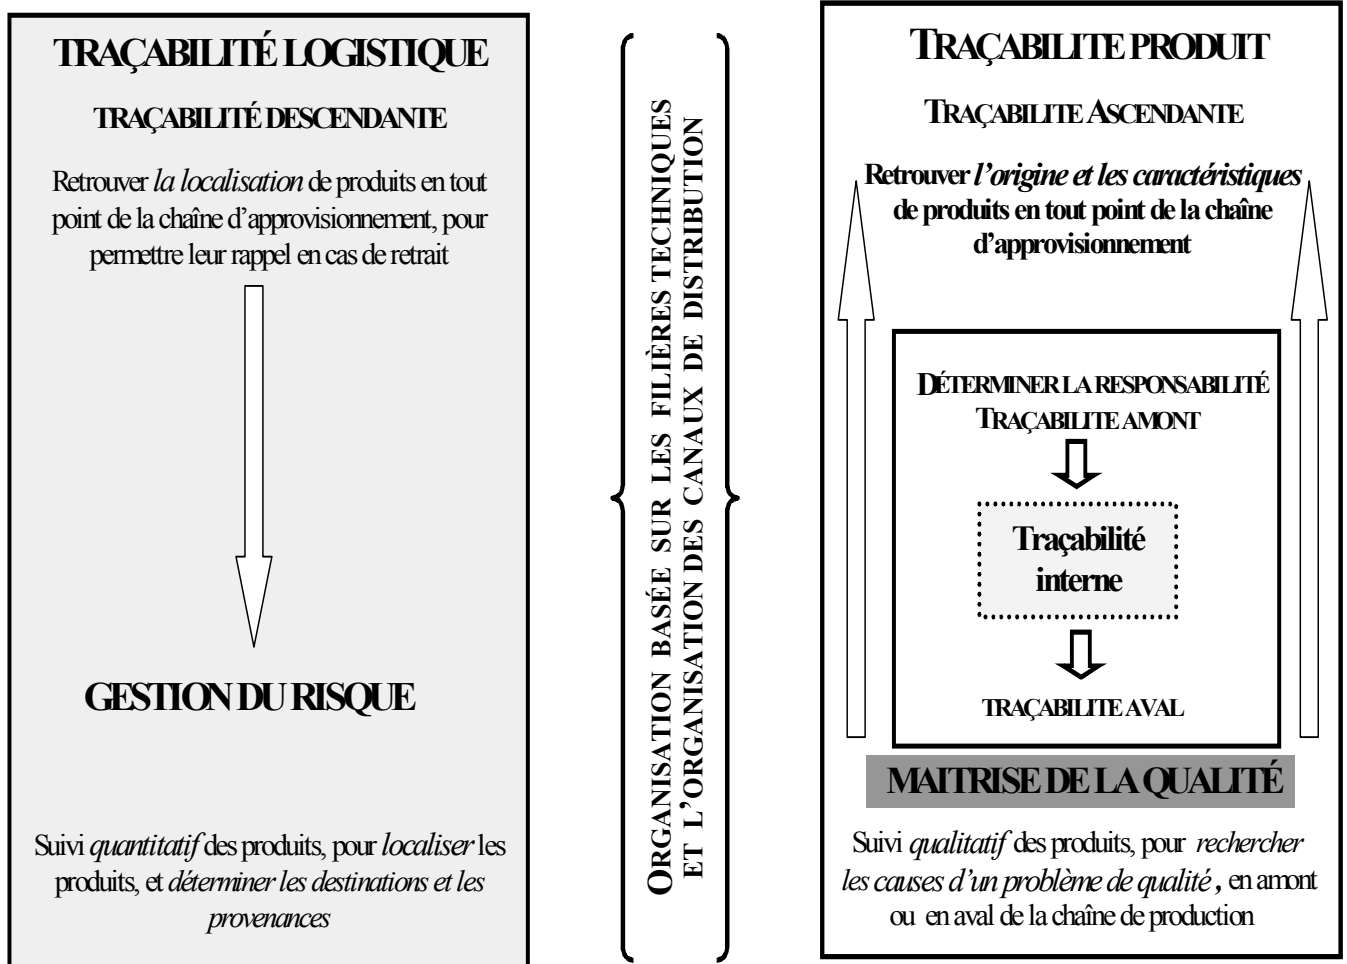 TRAÇABILITÉ LOGISTIQUE
TRAÇABILITÉ DESCENDANTE
Retrouver la localisation de produits en tout
point de la chaîne d’approvisionnement, pour
permettre leur rappel en cas de retrait
GESTION DU RISQUE
Suivi quantitatif des produits, pour localiser les
produits, et déterminer les destinations et les
provenances
ORGANISATION BASÉE SUR LES FILIÈRES TECHNIQUES
ET L’ORGANISATION DES CANAUX DE DISTRIBUTION
TRAÇABILITE PRODUIT
TRAÇABILITE ASCENDANTE
Retrouver l’origine et les caractéristiques
de produits en tout point de la chaîne
d’approvisionnement
DÉTERMINER LA RESPONSABILITÉ
TRAÇABILITE AMONT
Traçabilité
interne
TRAÇABILITE AVAL
MAITRISE DE LA QUALITÉ
Suivi qualitatif des produits, pour rechercher
les causes d’un problème de qualité, en amont
ou en aval de la chaîne de production